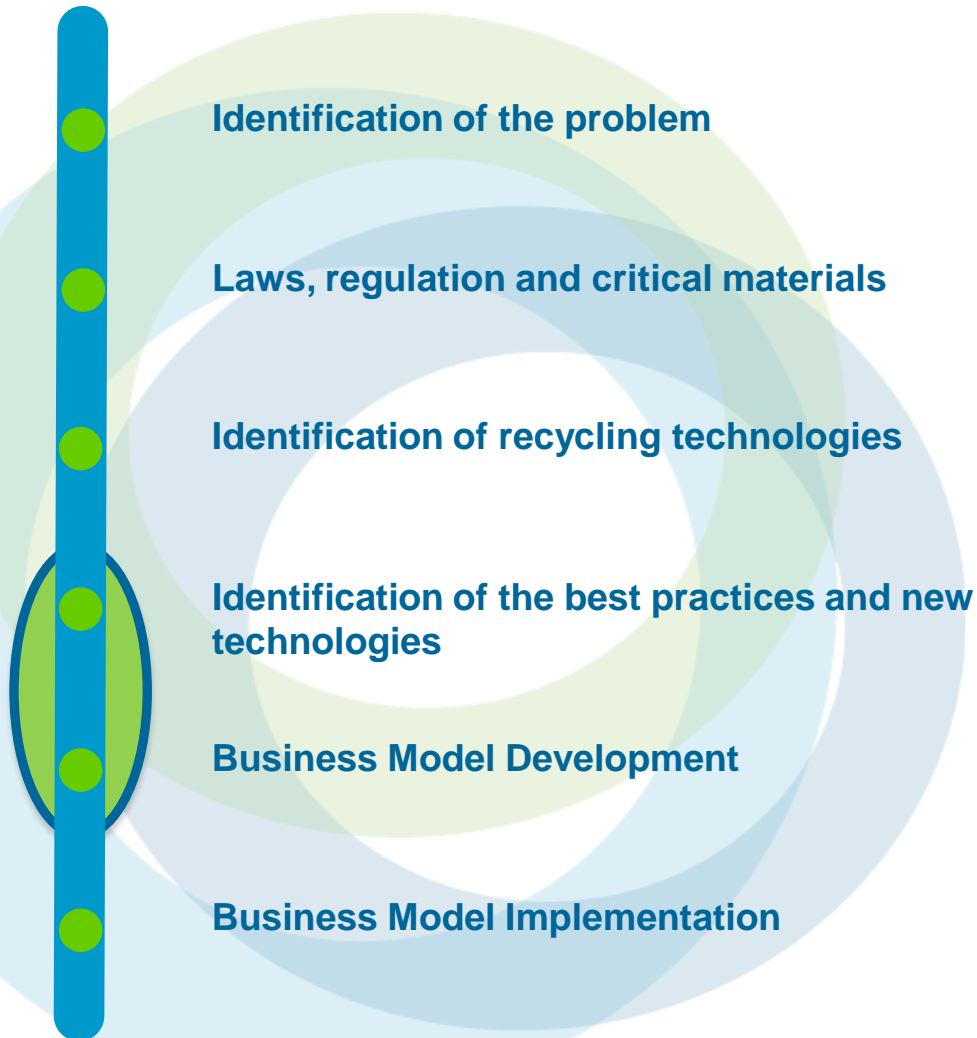 Identification of the problem
Laws, regulation and critical materials
Identification of recycling technologies
Identification of the best practices and new
technologies
Business Model Development
Business Model Implementation